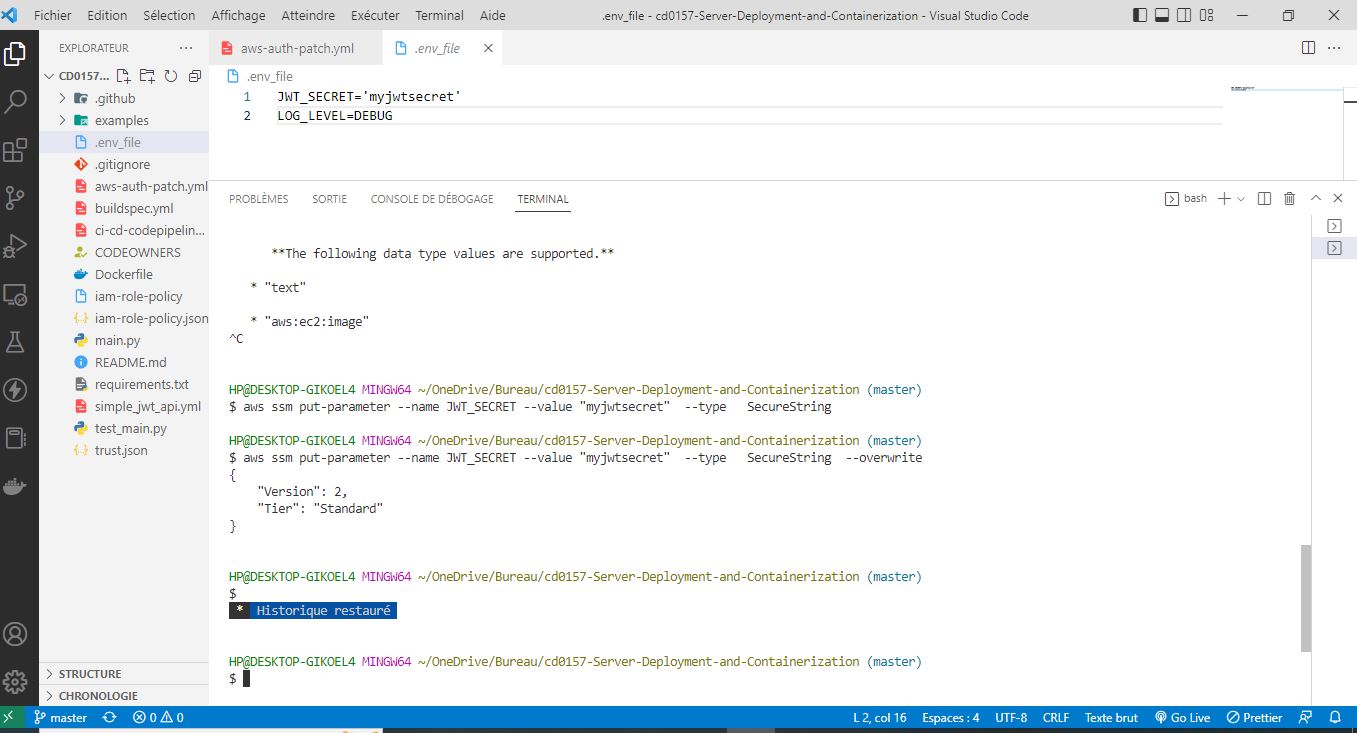 Fichier Edition Sélection Affichage Atteindre Exécuter Terminal Aide .env_file - cd0157-Server-Deployment-and-Containerization - Visual Studio Code
EXPLORATEUR ···
aws-auth-patch.yml .env_file
CD0157...
.github
examples
.env_file
.gitignore
aws-auth-patch.yml
buildspec.yml
ci-cd-codepipelin...
CODEOWNERS
Dockerfile
iam-role-policy
iam-role-policy.json
main.py
README.md
requirements.txt
simple_jwt_api.yml
test_main.py
trust.json
STRUCTURE
CHRONOLOGIE
.env_file
1 JWT_SECRET='myjwtsecret'
2 LOG_LEVEL=DEBUG
PROBLÈMES SORTIE CONSOLE DE DÉBOGAGE TERMINAL bash
**The following data type values are supported.**
* "text"
* "aws:ec2:image"
^C
HP@DESKTOP-GIKOEL4 MINGW64 ~/OneDrive/Bureau/cd0157-Server-Deployment-and-Containerization (master)
$ aws ssm put-parameter --name JWT_SECRET --value "myjwtsecret"  --type   SecureString
HP@DESKTOP-GIKOEL4 MINGW64 ~/OneDrive/Bureau/cd0157-Server-Deployment-and-Containerization (master)
$ aws ssm put-parameter --name JWT_SECRET --value "myjwtsecret"  --type   SecureString  --overwrite
{
"Version": 2,
"Tier": "Standard"
}
HP@DESKTOP-GIKOEL4 MINGW64 ~/OneDrive/Bureau/cd0157-Server-Deployment-and-Containerization (master)
$
* Historique restauré
HP@DESKTOP-GIKOEL4 MINGW64 ~/OneDrive/Bureau/cd0157-Server-Deployment-and-Containerization (master)
$
master 0 0 L 2, col 16 Espaces : 4 UTF-8 CRLF Texte brut Go Live Prettier